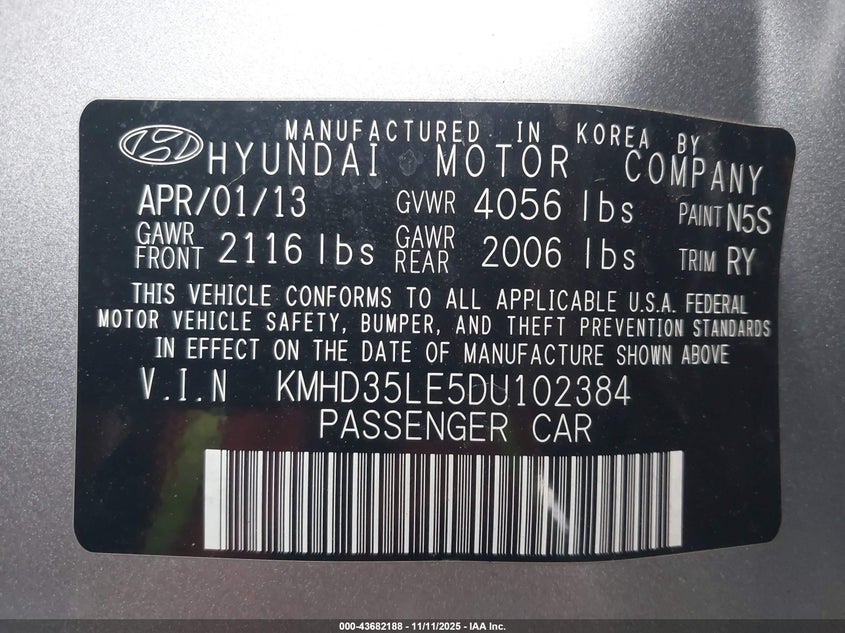 MANUFACTURED IN KOREA BY
HYUNDAI MOTOR COMPANY
APR/01/13 GVWR 4056 lbs PAINT N5S
GAWR FRONT 2116 lbs GAWR REAR 2006 lbs TRIM RY
THIS VEHICLE CONFORMS TO ALL APPLICABLE U.S.A. FEDERAL
MOTOR VEHICLE SAFETY, BUMPER, AND THEFT PREVENTION STANDARDS
IN EFFECT ON THE DATE OF MANUFACTURE SHOWN ABOVE
V.I.N KMHD35LE5DU102384
PASSENGER CAR
000-43682188 - 11/11/2025 - IAA Inc.